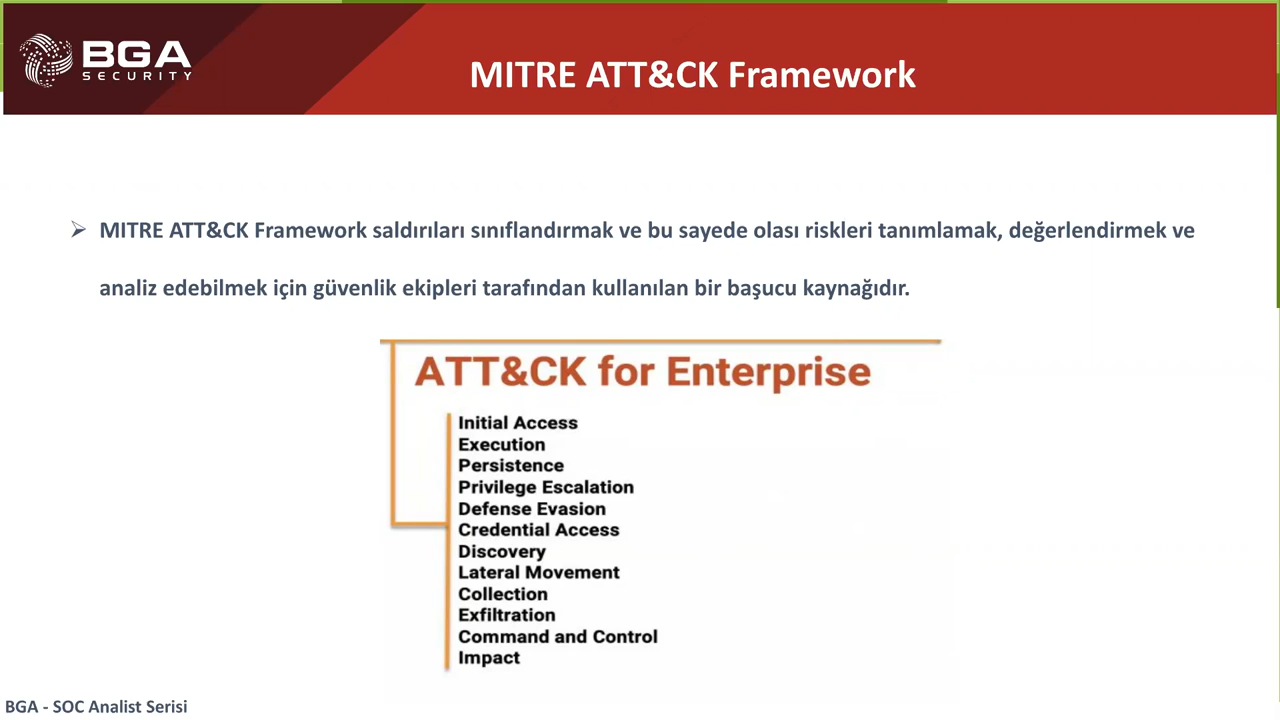 BGA
SECURITY
MITRE ATT&CK Framework
MITRE ATT&CK Framework saldırıları sınıflandırmak ve bu sayede olası riskleri tanımlamak, değerlendirmek ve
analiz edebilmek için güvenlik ekipleri tarafından kullanılan bir başucu kaynağıdır.
ATT&CK for Enterprise
Initial Access
Execution
Persistence
Privilege Escalation
Defense Evasion
Credential Access
Discovery
Lateral Movement
Collection
Exfiltration
Command and Control
Impact
BGA - SOC Analist Serisi